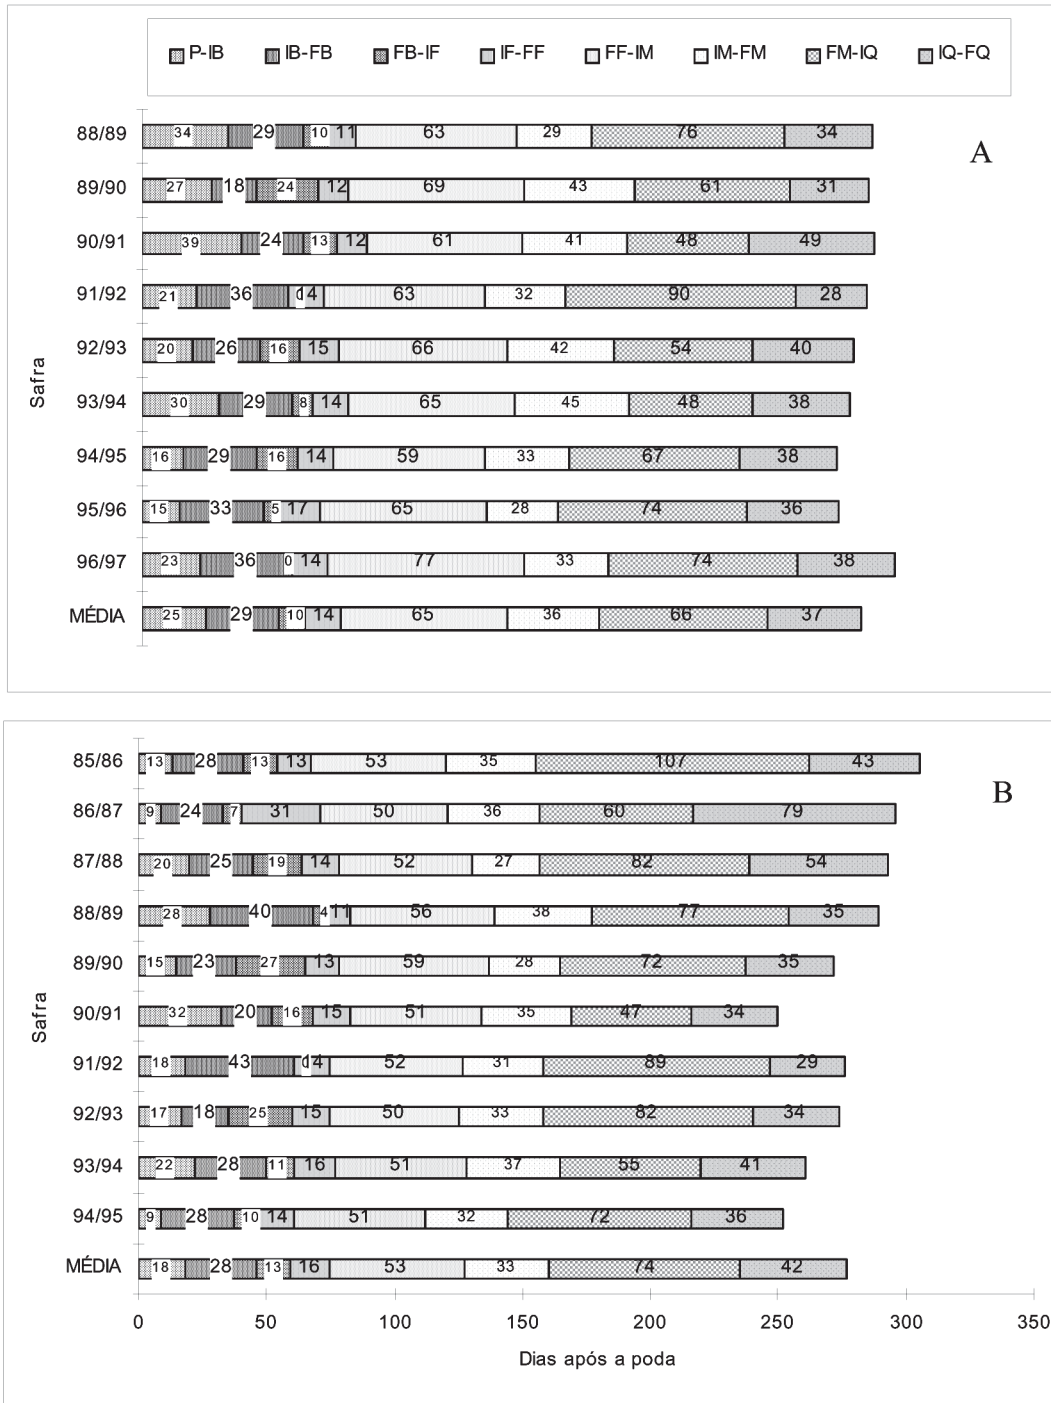 P-IB IB-FB FB-IF IF-FF FF-IM IM-FM FM-IQ IQ-FQ
A
88/89 34 29 10 11 63 29 76 34
89/90 27 18 24 12 69 43 61 31
90/91 39 24 13 12 61 41 48 49
91/92 21 36 14 63 32 90 28
92/93 20 26 16 15 66 42 54 40
Safra
93/94 30 29 8 14 65 45 48 38
94/95 16 29 16 14 59 33 67 38
95/96 15 33 5 17 65 28 74 36
96/97 23 36 0 14 77 33 74 38
MÉDIA 25 29 10 14 65 36 66 37
85/86 13 28 13 13 53 35 107 43
B
86/87 9 24 7 31 50 36 60 79
87/88 20 25 19 14 52 27 82 54
88/89 28 40 4 11 56 38 77 35
89/90 15 23 27 13 59 28 72 35
Safra
90/91 32 20 16 15 51 35 47 34
91/92 18 43 14 52 31 89 29
92/93 17 18 25 15 50 33 82 34
93/94 22 28 11 16 51 37 55 41
94/95 9 28 10 14 51 32 72 36
MÉDIA 18 28 13 16 53 33 74 42
0 50 100 150 200 250 300 350
Dias após a poda